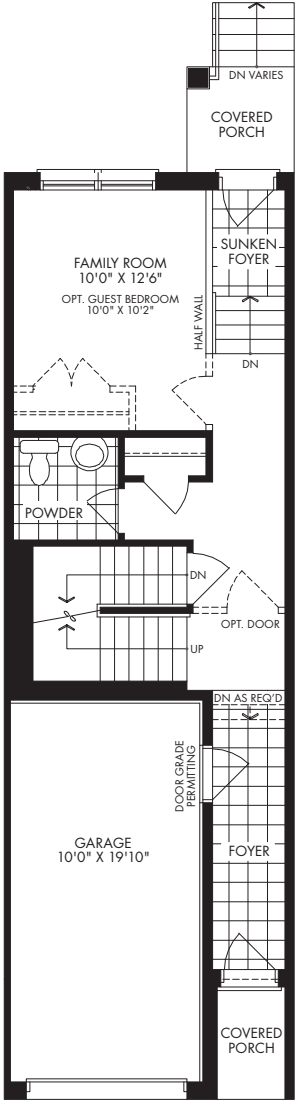 DN VARIES
COVERED
PORCH
SUNKEN
FOYER
FAMILY ROOM
10'0" X 12'6"
OPT. GUEST BEDROOM
10'0" X 10'2"
HALF WALL
DN
POWDER
DN
OPT. DOOR
UP
DN AS REQ'D
DOOR GRADE
PERMITTING
GARAGE
10'0" X 19'10"
FOYER
COVERED
PORCH